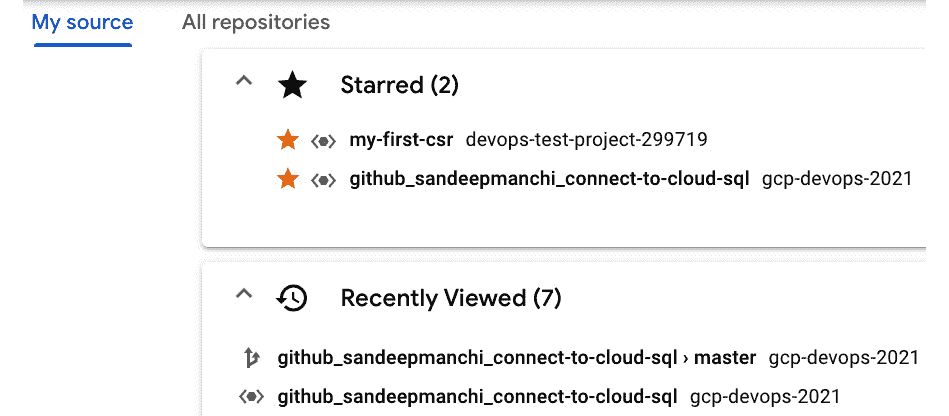 My source All repositories
Starred (2)
my-first-csr devops-test-project-299719
github_sandeepmanchi_connect-to-cloud-sql gcp-devops-2021
Recently Viewed (7)
github_sandeepmanchi_connect-to-cloud-sql › master gcp-devops-2021
github_sandeepmanchi_connect-to-cloud-sql gcp-devops-2021